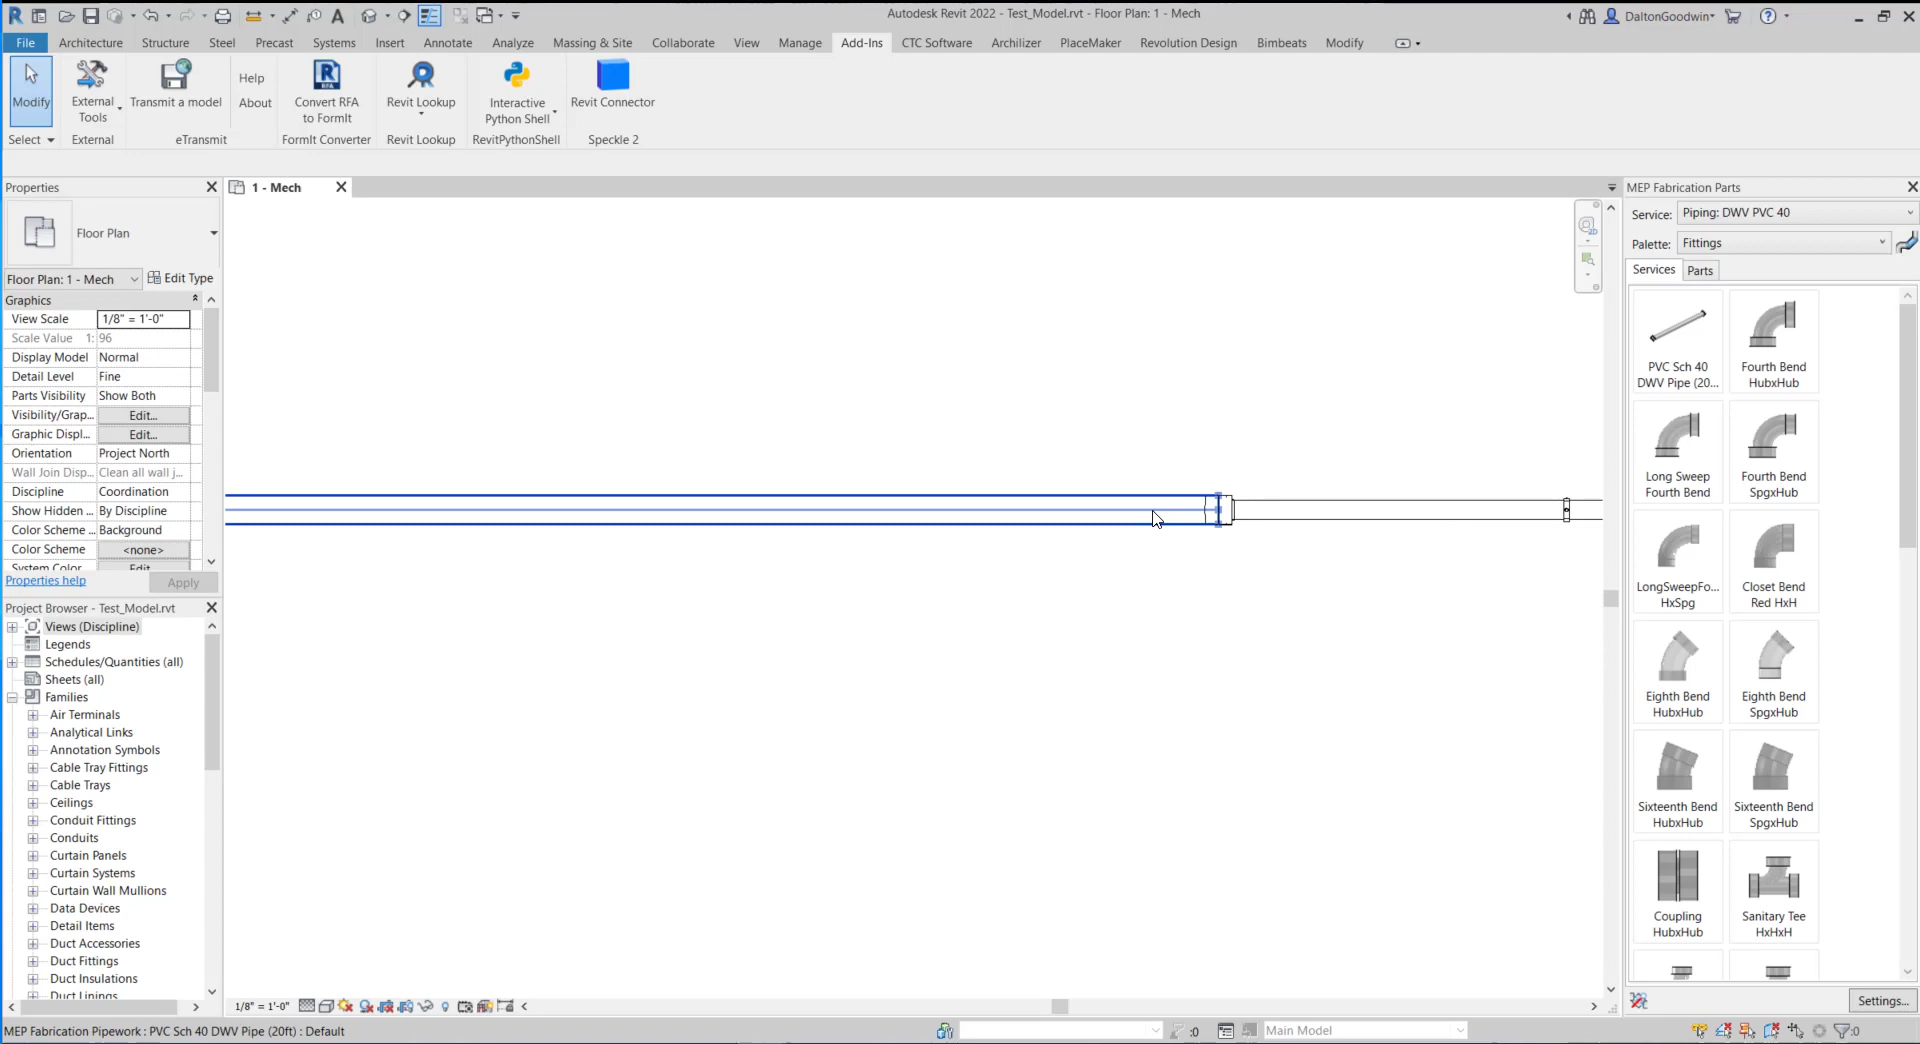 Autodesk Revit 2022 - Test_Model.rvt - Floor Plan: 1 - Mech
DaltonGoodwin
File
Architecture
Structure
Steel
Precast
Systems
Insert
Annotate
Analyze
Massing & Site
Collaborate
View
Manage
Add-Ins
CTC Software
Archilizer
PlaceMaker
Revolution Design
Bimbeats
Modify
Modify
External
Tools
Transmit a model
Help
About
Convert RFA
to FormIt
Revit Lookup
Interactive
Python Shell
Revit Connector
Select
External
eTransmit
FormIt Converter
Revit Lookup
RevitPythonShell
Speckle 2
Properties
Floor Plan
Floor Plan: 1 - Mech
Edit Type
Graphics
View Scale 1/8" = 1'-0"
Scale Value 1: 96
Display Model Normal
Detail Level Fine
Parts Visibility Show Both
Visibility/Grap... Edit...
Graphic Displ... Edit...
Orientation Project North
Wall Join Disp... Clean all wall j...
Discipline Coordination
Show Hidden ... By Discipline
Color Scheme ... Background
Color Scheme <none>
System Color Edit
Properties help
Apply
Project Browser - Test_Model.rvt
Views (Discipline)
Legends
Schedules/Quantities (all)
Sheets (all)
Families
Air Terminals
Analytical Links
Annotation Symbols
Cable Tray Fittings
Cable Trays
Ceilings
Conduit Fittings
Conduits
Curtain Panels
Curtain Systems
Curtain Wall Mullions
Data Devices
Detail Items
Duct Accessories
Duct Fittings
Duct Insulations
Duct Linings
1 - Mech
MEP Fabrication Parts
Service: Piping: DWV PVC 40
Palette: Fittings
Services
Parts
PVC Sch 40
DWV Pipe (20...
Fourth Bend
HubxHub
Long Sweep
Fourth Bend
Fourth Bend
SpgxHub
LongSweepFo...
HxSpg
Closet Bend
Red HxH
Eighth Bend
HubxHub
Eighth Bend
SpgxHub
Sixteenth Bend
HubxHub
Sixteenth Bend
SpgxHub
Coupling
HubxHub
Sanitary Tee
HxHxH
Settings...
1/8" = 1'-0"
MEP Fabrication Pipework : PVC Sch 40 DWV Pipe (20ft) : Default
:0
Main Model
:0